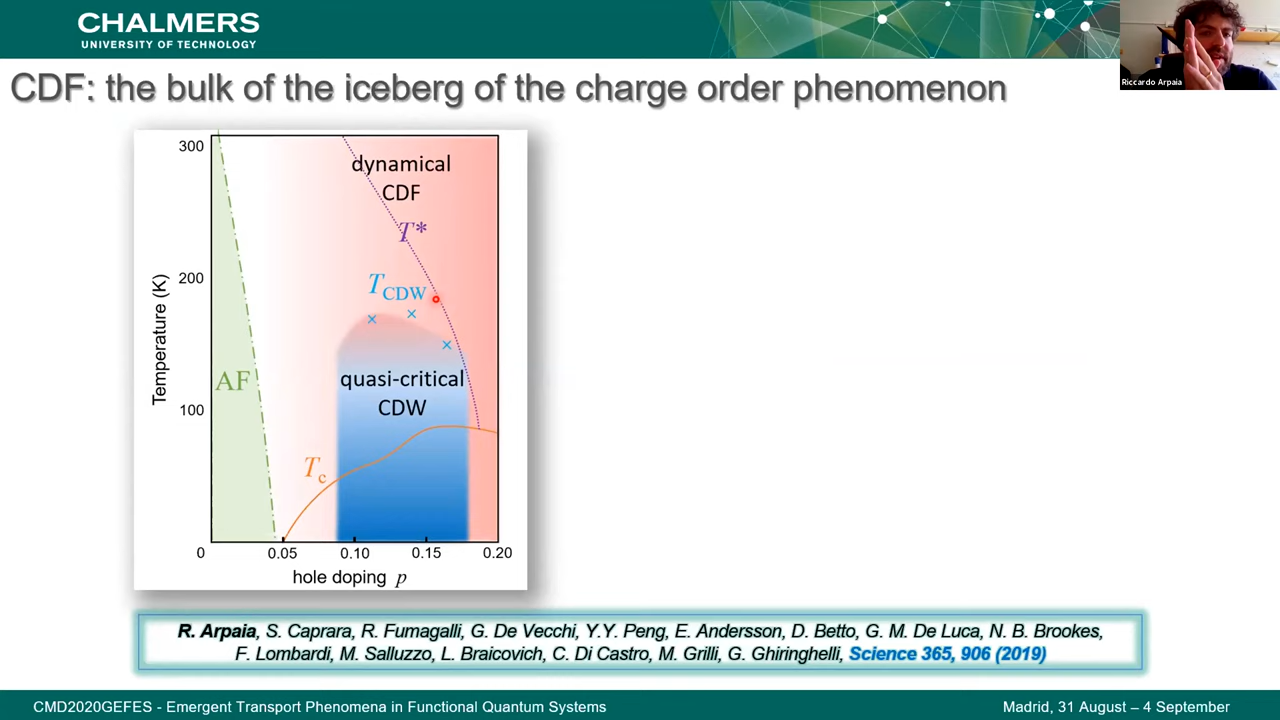 CHALMERS
UNIVERSITY OF TECHNOLOGY
Riccardo Arpaia
CDF: the bulk of the iceberg of the charge order phenomenon
300
200
100
0
Temperature (K)
dynamical
CDF
T*
TCDW
AF
quasi-critical
CDW
Tc
0.05
0.10
0.15
0.20
hole doping p
R. Arpaia, S. Caprara, R. Fumagalli, G. De Vecchi, Y.Y. Peng, E. Andersson, D. Betto, G. M. De Luca, N. B. Brookes,
F. Lombardi, M. Salluzzo, L. Braicovich, C. Di Castro, M. Grilli, G. Ghiringhelli, Science 365, 906 (2019)
CMD2020GEFES - Emergent Transport Phenomena in Functional Quantum Systems
Madrid, 31 August – 4 September